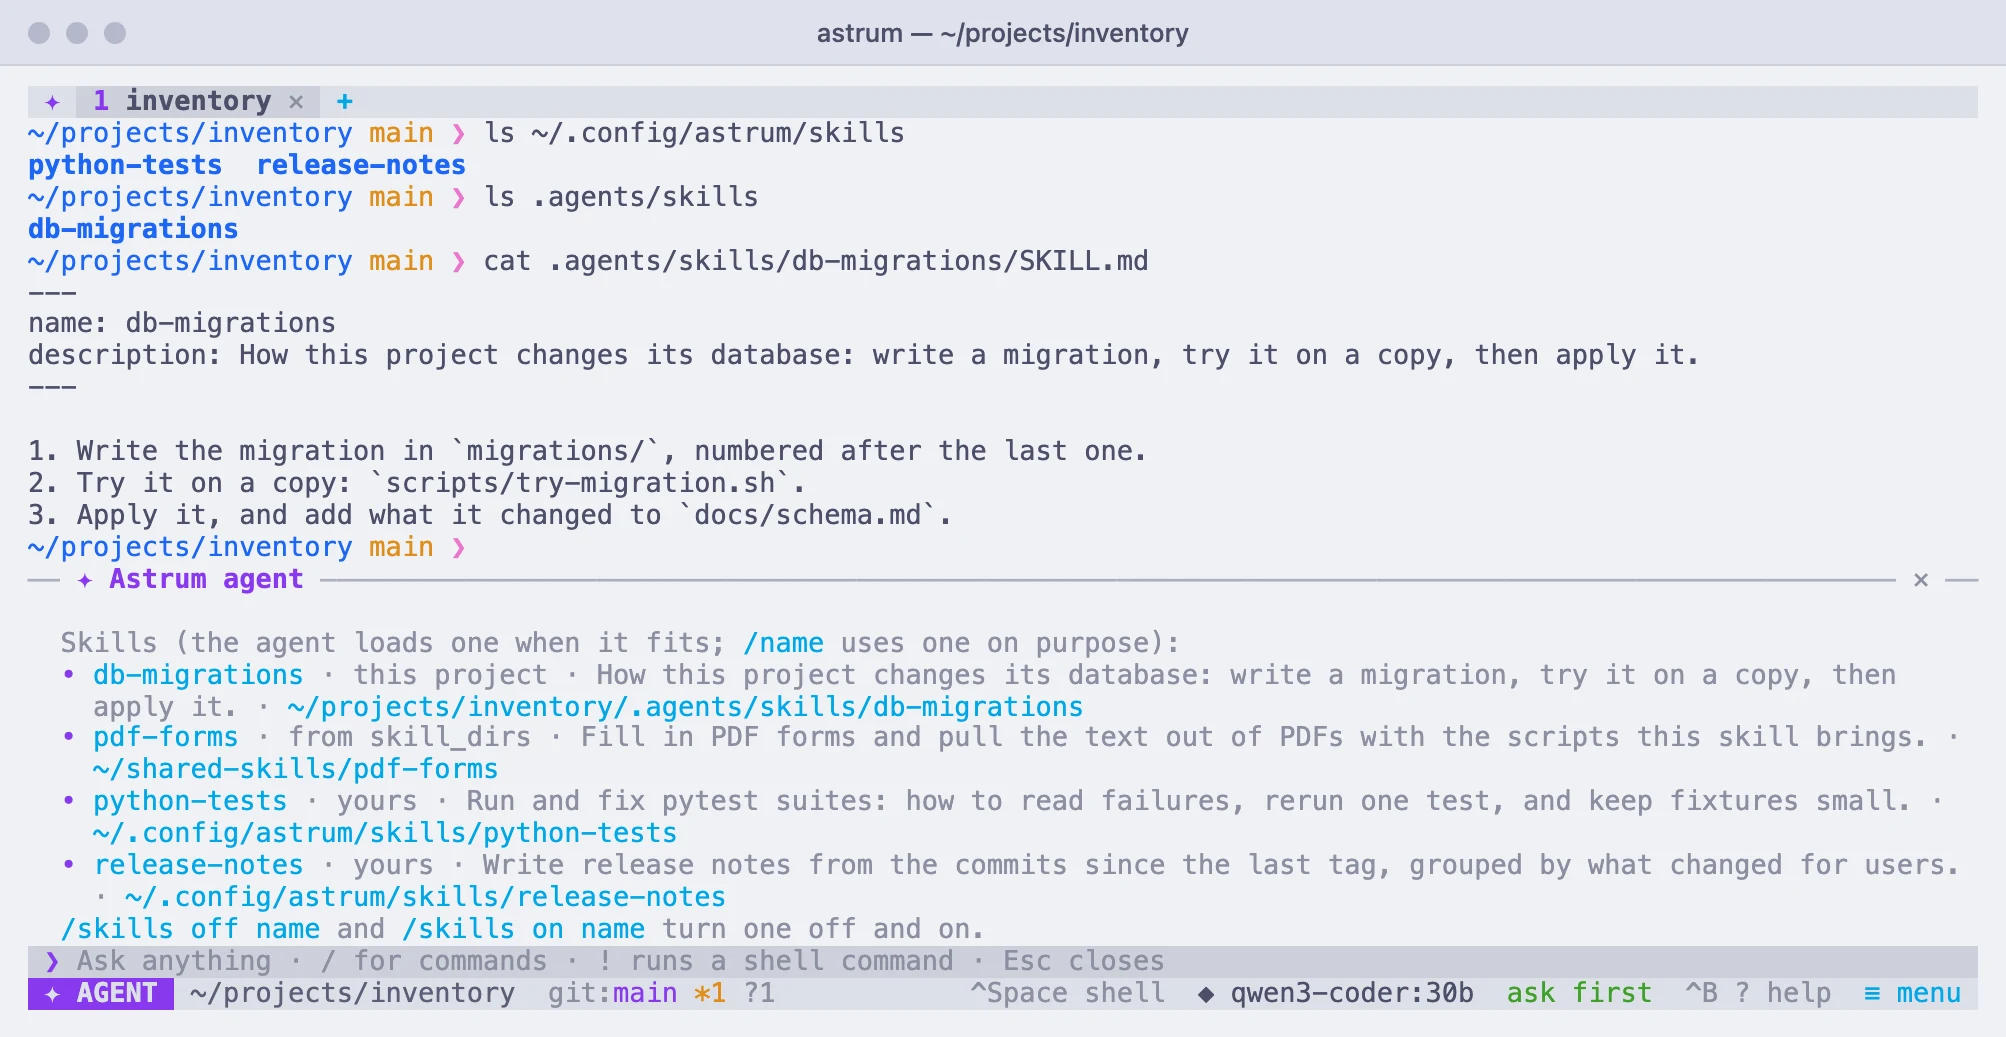 astrum — ~/projects/inventory
✦ 1 inventory × +
~/projects/inventory main ❯ ls ~/.config/astrum/skills
python-tests  release-notes
~/projects/inventory main ❯ ls .agents/skills
db-migrations
~/projects/inventory main ❯ cat .agents/skills/db-migrations/SKILL.md
---
name: db-migrations
description: How this project changes its database: write a migration, try it on a copy, then apply it.
---
1. Write the migration in `migrations/`, numbered after the last one.
2. Try it on a copy: `scripts/try-migration.sh`.
3. Apply it, and add what it changed to `docs/schema.md`.
~/projects/inventory main ❯
✦ Astrum agent ×
Skills (the agent loads one when it fits; /name uses one on purpose):
• db-migrations · this project · How this project changes its database: write a migration, try it on a copy, then
apply it. · ~/projects/inventory/.agents/skills/db-migrations
• pdf-forms · from skill_dirs · Fill in PDF forms and pull the text out of PDFs with the scripts this skill brings. ·
~/shared-skills/pdf-forms
• python-tests · yours · Run and fix pytest suites: how to read failures, rerun one test, and keep fixtures small. ·
~/.config/astrum/skills/python-tests
• release-notes · yours · Write release notes from the commits since the last tag, grouped by what changed for users.
· ~/.config/astrum/skills/release-notes
/skills off name and /skills on name turn one off and on.
❯ Ask anything · / for commands · ! runs a shell command · Esc closes
✦ AGENT ~/projects/inventory git:main *1 ?1 ^Space shell ◆ qwen3-coder:30b ask first ^B ? help ≡ menu